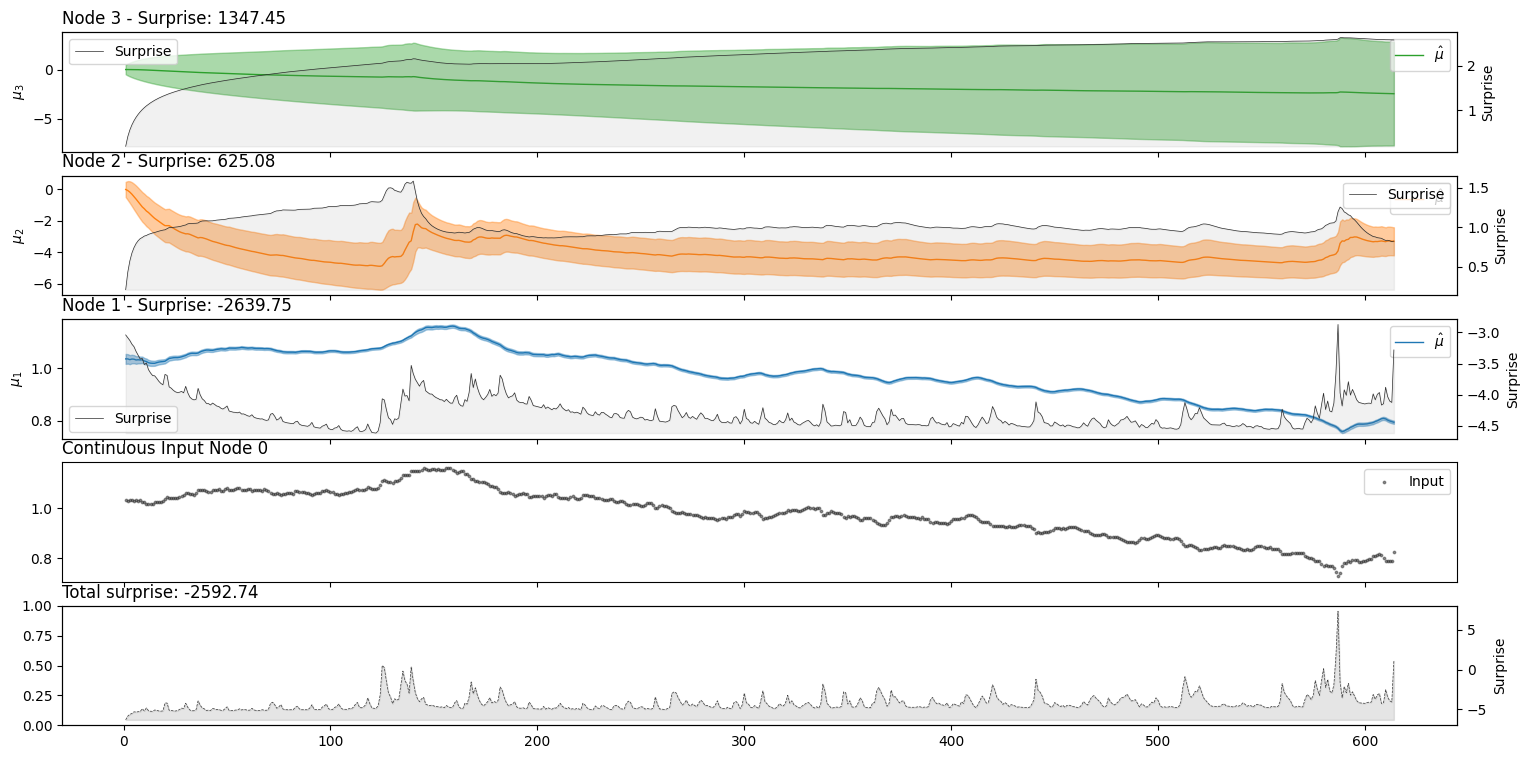 Node 3 - Surprise: 1347.45
Surprise
μ̂
0
−5
μ3
2
1
Surprise
Node 2 - Surprise: 625.08
Surprise
0
−2
−4
−6
μ2
1.5
1.0
0.5
Surprise
Node 1 - Surprise: -2639.75
μ̂
Surprise
1.0
0.8
μ1
−3.0
−3.5
−4.0
−4.5
Surprise
Continuous Input Node 0
Input
1.0
0.8
Total surprise: -2592.74
1.00
0.75
0.50
0.25
0.00
5
0
−5
Surprise
0 100 200 300 400 500 600